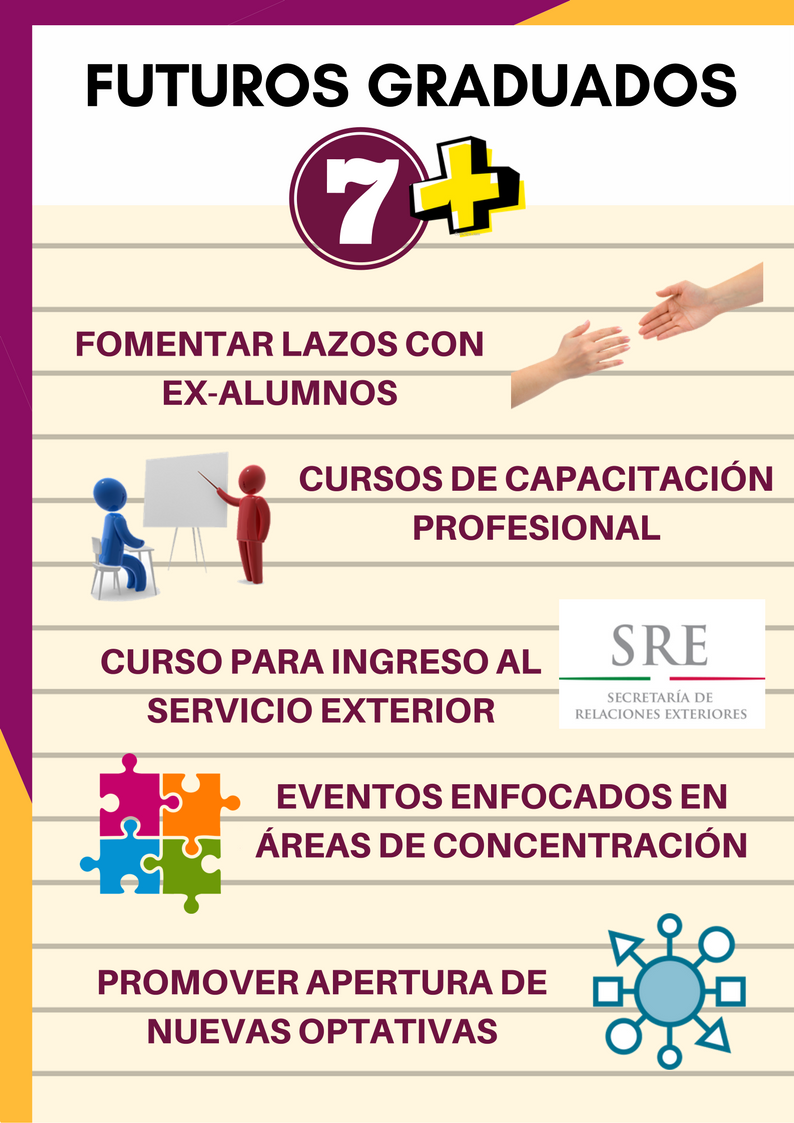 FUTUROS GRADUADOS
7+
FOMENTAR LAZOS CON
EX-ALUMNOS
CURSOS DE CAPACITACIÓN
PROFESIONAL
CURSO PARA INGRESO AL
SERVICIO EXTERIOR
SRE
SECRETARÍA DE
RELACIONES EXTERIORES
EVENTOS ENFOCADOS EN
ÁREAS DE CONCENTRACIÓN
PROMOVER APERTURA DE
NUEVAS OPTATIVAS